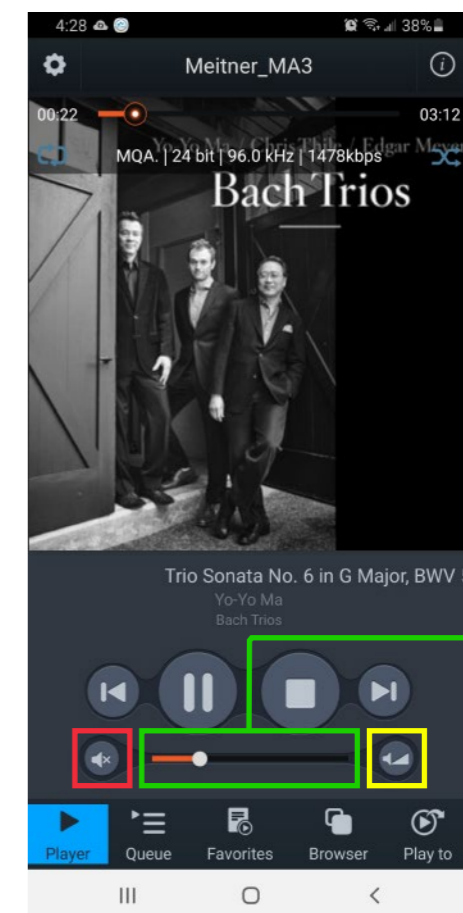 4:28
38%
Meitner_MA3
00:22
03:12
Yo-Yo Ma / Chris Thile / Edgar Meyer
MQA. | 24 bit | 96.0 kHz | 1478kbps
Bach Trios
Trio Sonata No. 6 in G Major, BWV
Yo-Yo Ma
Bach Trios
Player
Queue
Favorites
Browser
Play to